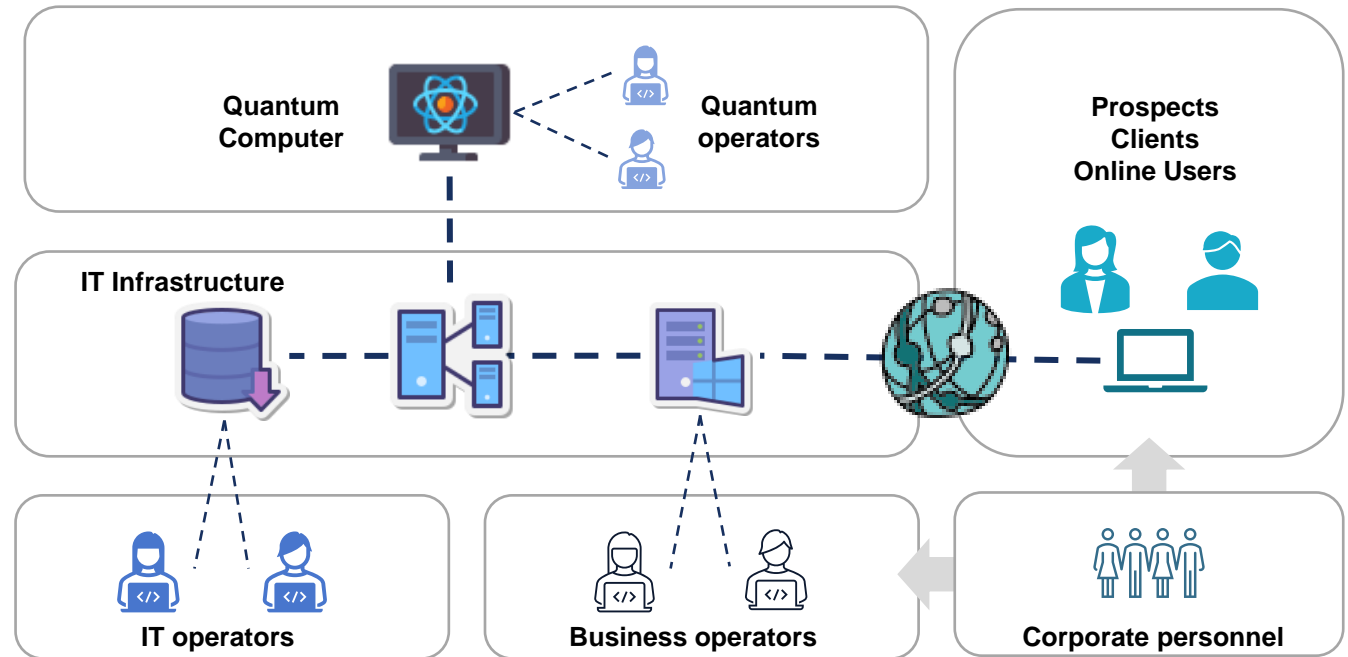 Quantum
Computer
Quantum
operators
Prospects
Clients
Online Users
IT Infrastructure
</>
</>
</>
</>
</>
</>
IT operators
Business operators
Corporate personnel